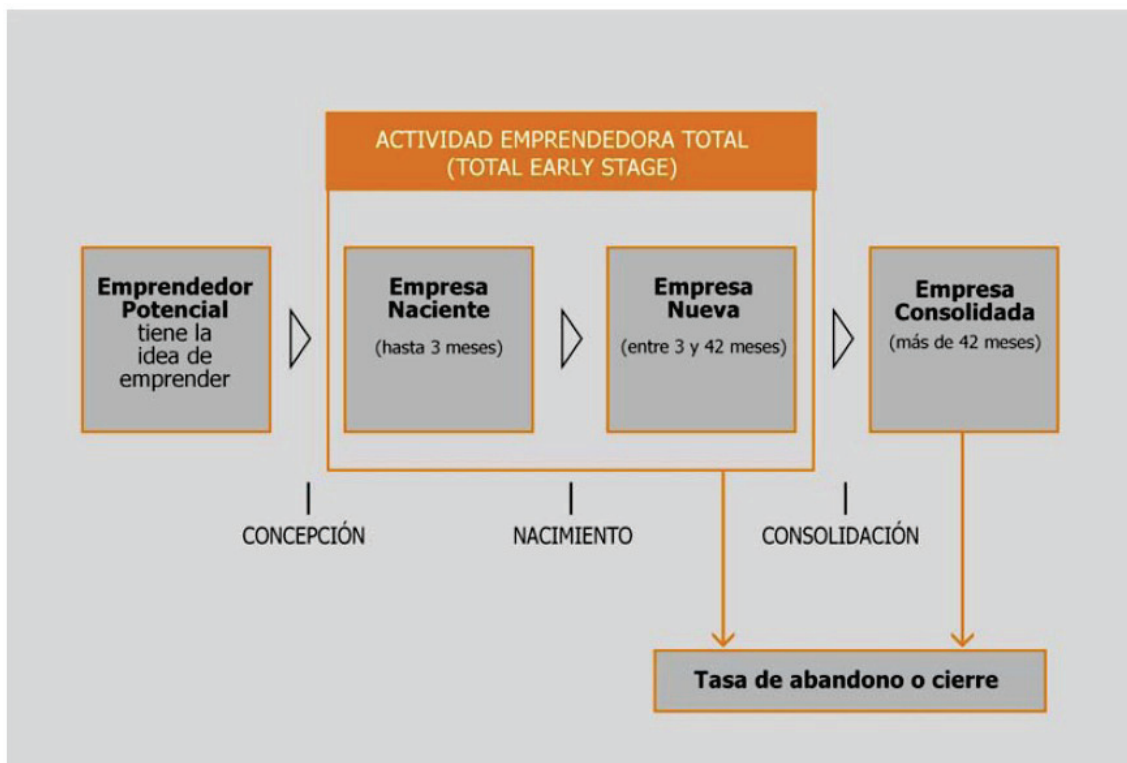 ACTIVIDAD EMPRENDEDORA TOTAL
(TOTAL EARLY STAGE)
Emprendedor
Potencial
tiene la
idea de
emprender
Empresa
Naciente
(hasta 3 meses)
Empresa
Nueva
(entre 3 y 42 meses)
Empresa
Consolidada
(más de 42 meses)
CONCEPCIÓN
NACIMIENTO
CONSOLIDACIÓN
Tasa de abandono o cierre